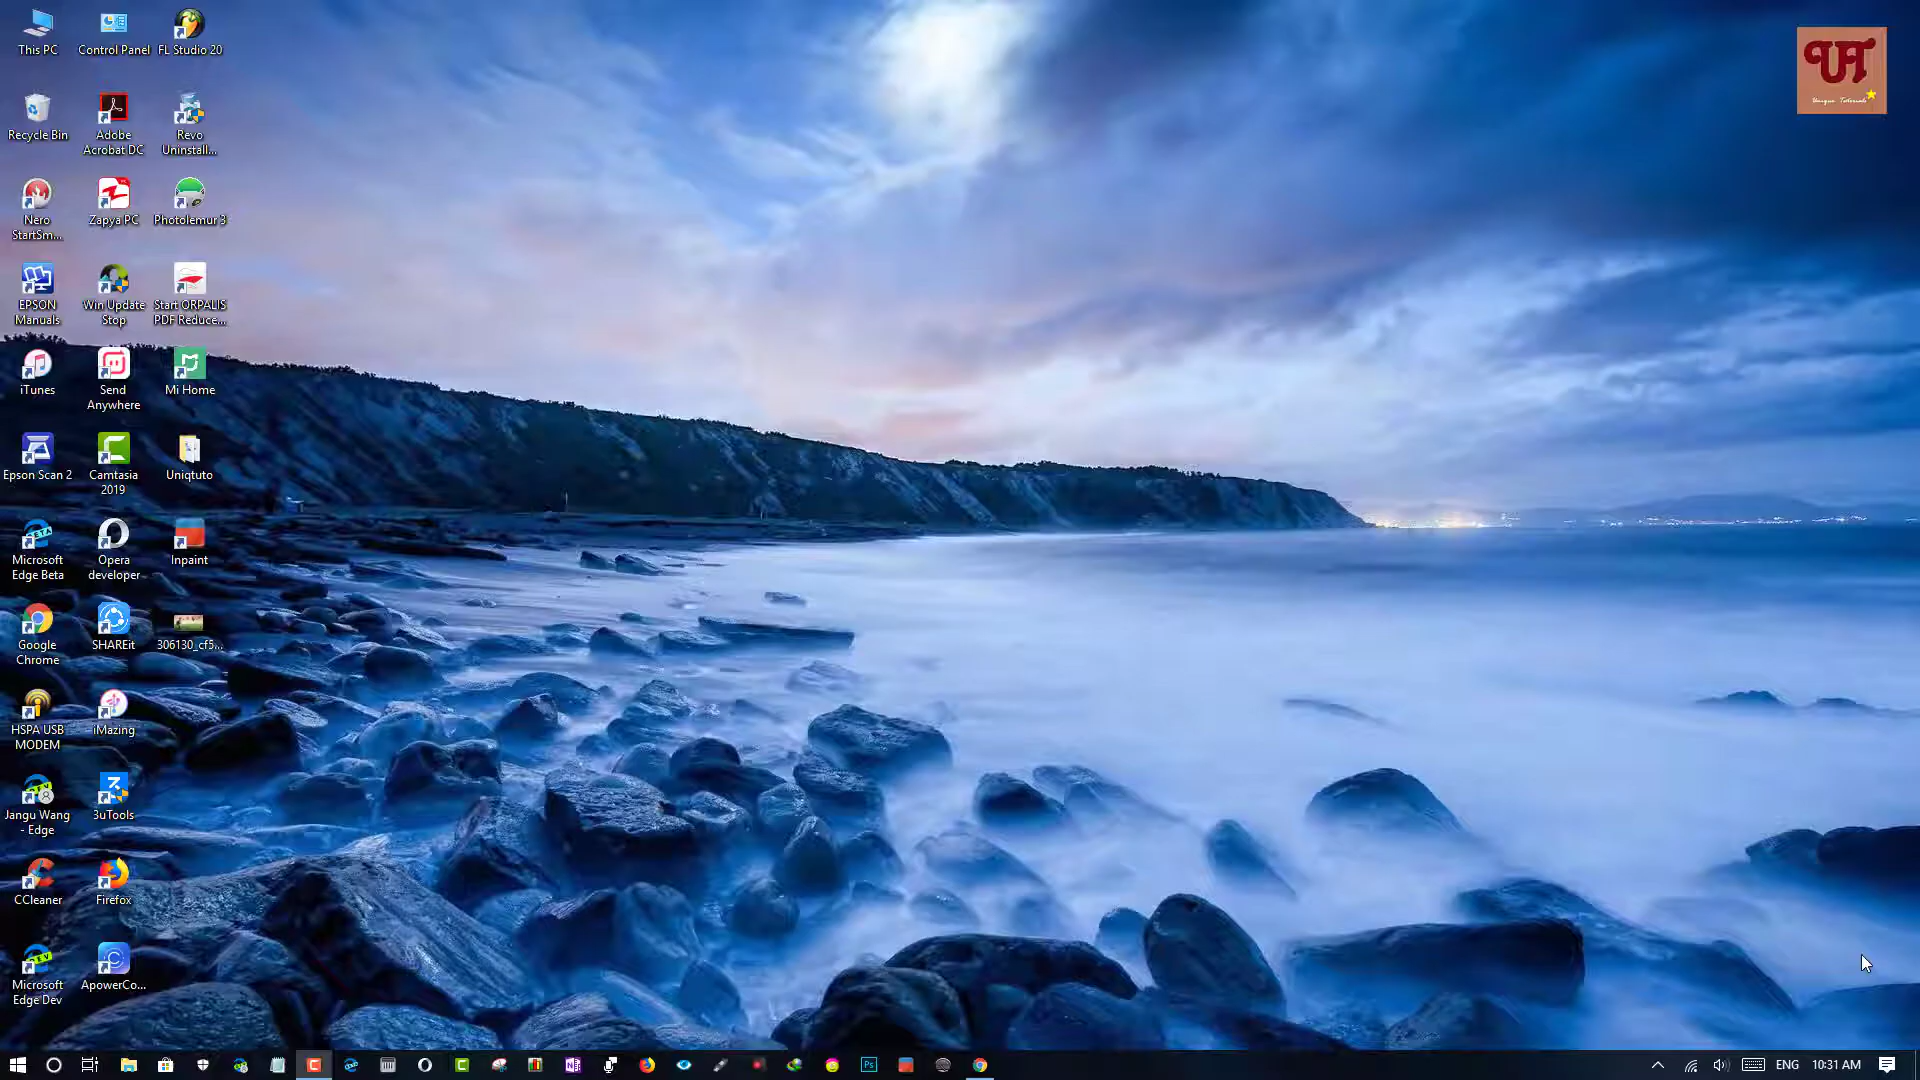 This PC
Control Panel
FL Studio 20
Recycle Bin
Adobe
Acrobat DC
Revo
Uninstall...
Nero
StartSm...
Zapya PC
Photolemur 3
EPSON
Manuals
Win Update
Stop
Start ORPALIS
PDF Reduce...
iTunes
Send
Anywhere
Mi Home
Epson Scan 2
Camtasia
2019
Uniqtuto
Microsoft
Edge Beta
Opera
developer
Inpaint
Google
Chrome
SHAREit
306130_cf5...
HSPA USB
MODEM
iMazing
Jangu Wang
- Edge
3uTools
CCleaner
Firefox
Microsoft
Edge Dev
ApowerCo...
UT
Unique Tutorials
ENG
10:31 AM